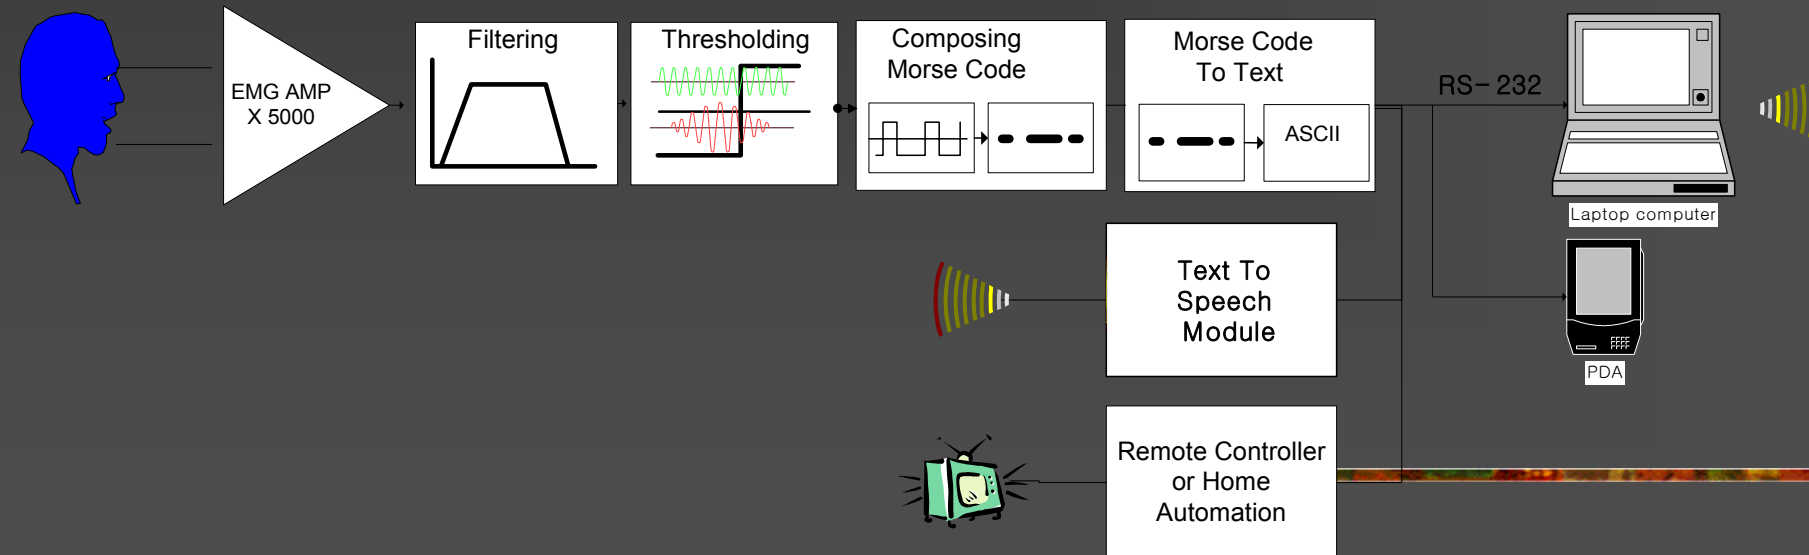 EMG AMP
X 5000
Filtering
Thresholding
Composing
Morse Code
Morse Code
To Text
ASCII
RS-232
Laptop computer
Text To
Speech
Module
PDA
Remote Controller
or Home
Automation